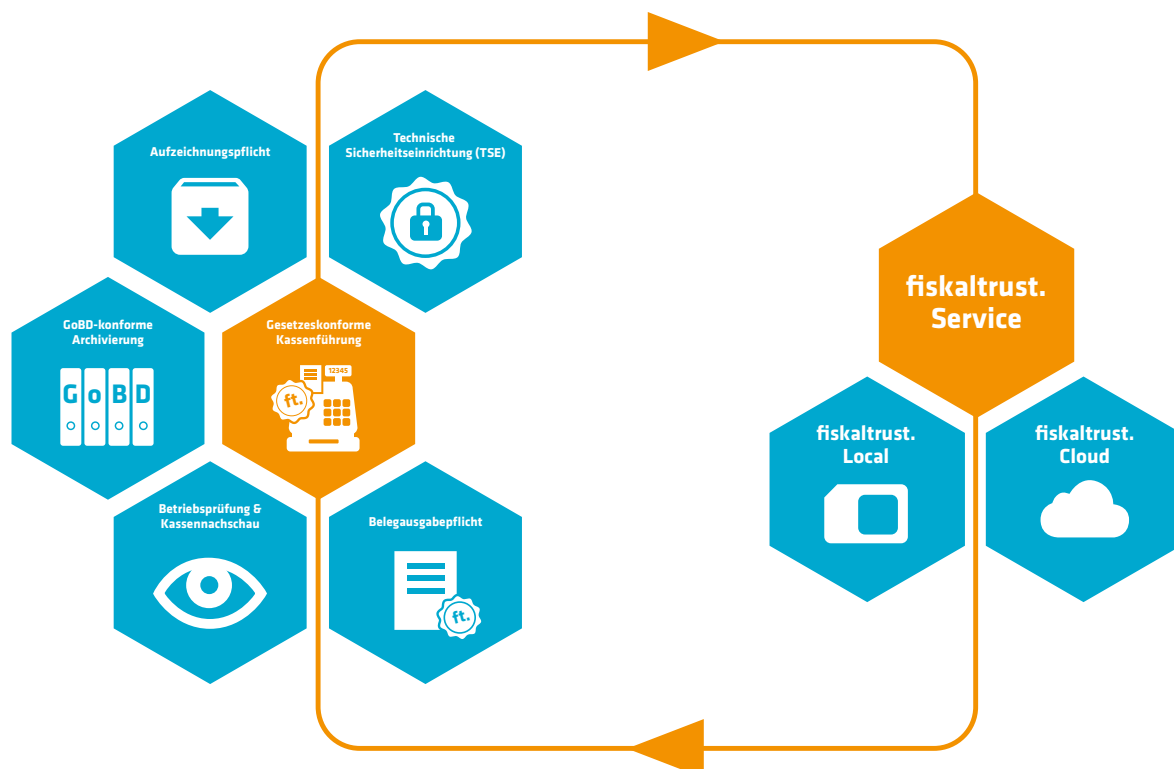 Aufzeichnungspflicht
Technische
Sicherheitseinrichtung (TSE)
GoBD-konforme
Archivierung
G o B D
Gesetzeskonforme
Kassenführung
12345
ft.
Betriebsprüfung &
Kassennachschau
Belegausgabepflicht
ft.
fiskaltrust.
Service
fiskaltrust.
Local
fiskaltrust.
Cloud